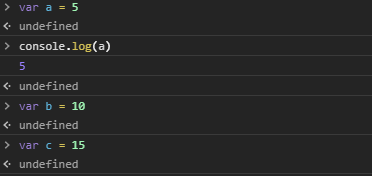 > var a = 5
<· undefined
> console.log(a)
5
<· undefined
> var b = 10
<· undefined
> var c = 15
<· undefined